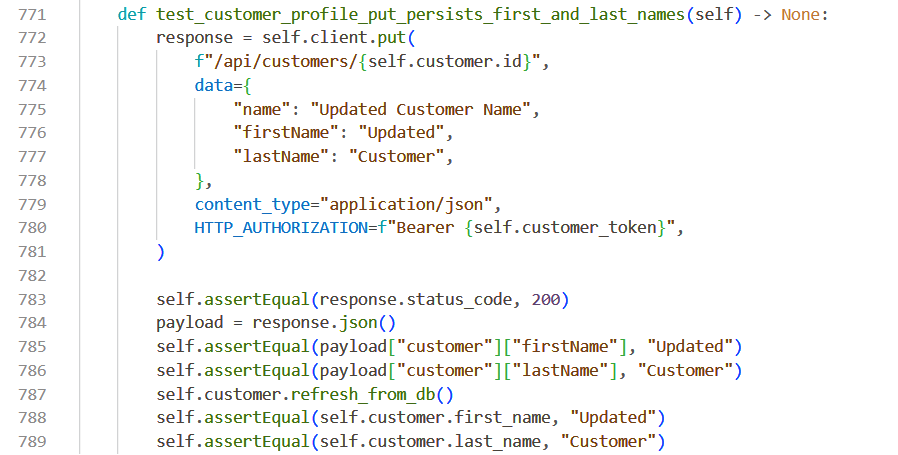 771 def test_customer_profile_put_persists_first_and_last_names(self) -> None:
772 response = self.client.put(
773 f"/api/customers/{self.customer.id}",
774 data={
775 "name": "Updated Customer Name",
776 "firstName": "Updated",
777 "lastName": "Customer",
778 },
779 content_type="application/json",
780 HTTP_AUTHORIZATION=f"Bearer {self.customer_token}",
781 )
782
783 self.assertEqual(response.status_code, 200)
784 payload = response.json()
785 self.assertEqual(payload["customer"]["firstName"], "Updated")
786 self.assertEqual(payload["customer"]["lastName"], "Customer")
787 self.customer.refresh_from_db()
788 self.assertEqual(self.customer.first_name, "Updated")
789 self.assertEqual(self.customer.last_name, "Customer")